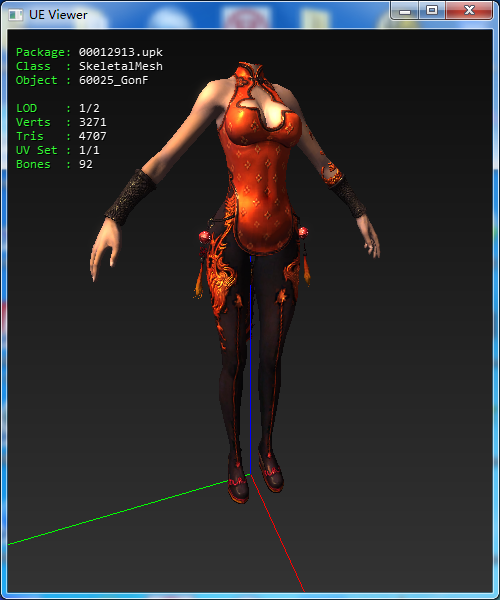 UE Viewer
Package: 00012913.upk
Class : SkeletalMesh
Object : 60025_GonF
LOD : 1/2
Verts : 3271
Tris : 4707
UV Set : 1/1
Bones : 92